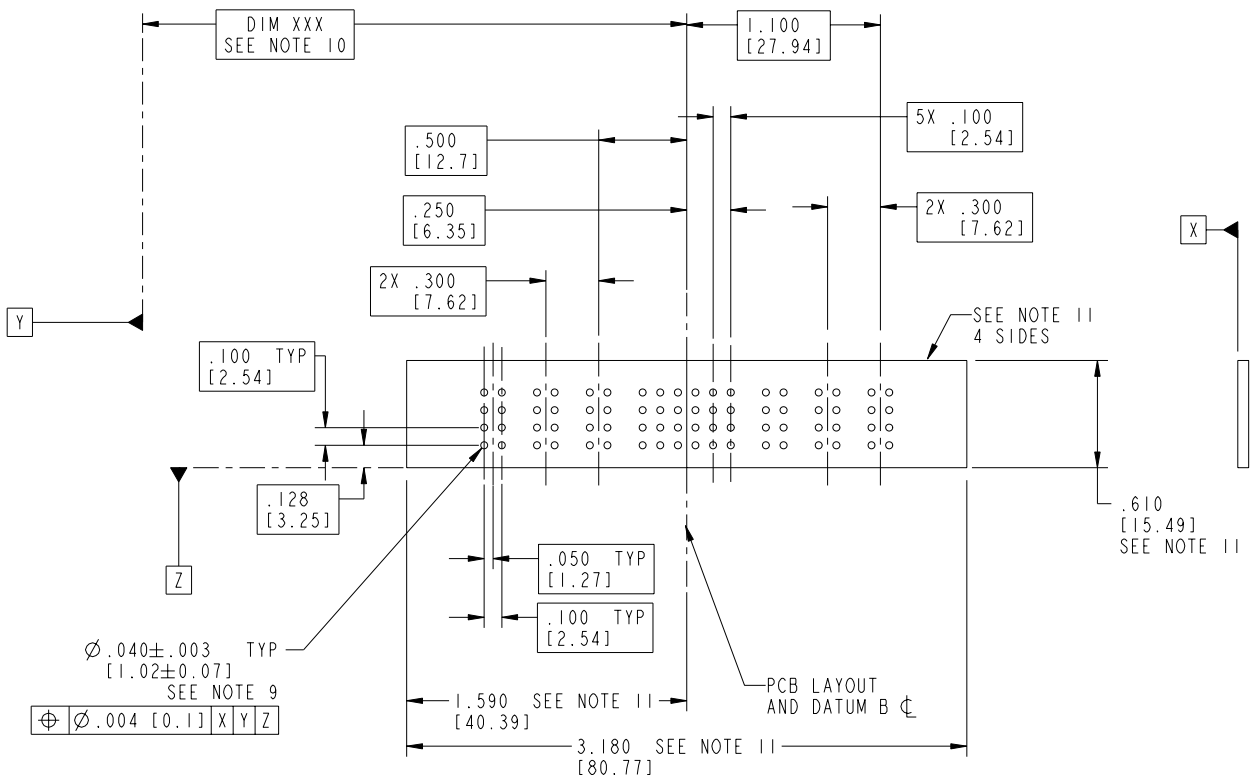 DIM XXX
SEE NOTE 10
1.100
[27.94]
5X .100
[2.54]
.500
[12.7]
.250
[6.35]
2X .300
[7.62]
X
2X .300
[7.62]
Y
SEE NOTE 11
4 SIDES
.100 TYP
[2.54]
.128
[3.25]
.610
[15.49]
SEE NOTE 11
Z
.050 TYP
[1.27]
.100 TYP
[2.54]
Ø.040±.003 TYP
[1.02±0.07]
SEE NOTE 9
⌖ Ø.004 [0.1] X Y Z
PCB LAYOUT
AND DATUM B ℄
1.590 SEE NOTE 11
[40.39]
3.180 SEE NOTE 11
[80.77]